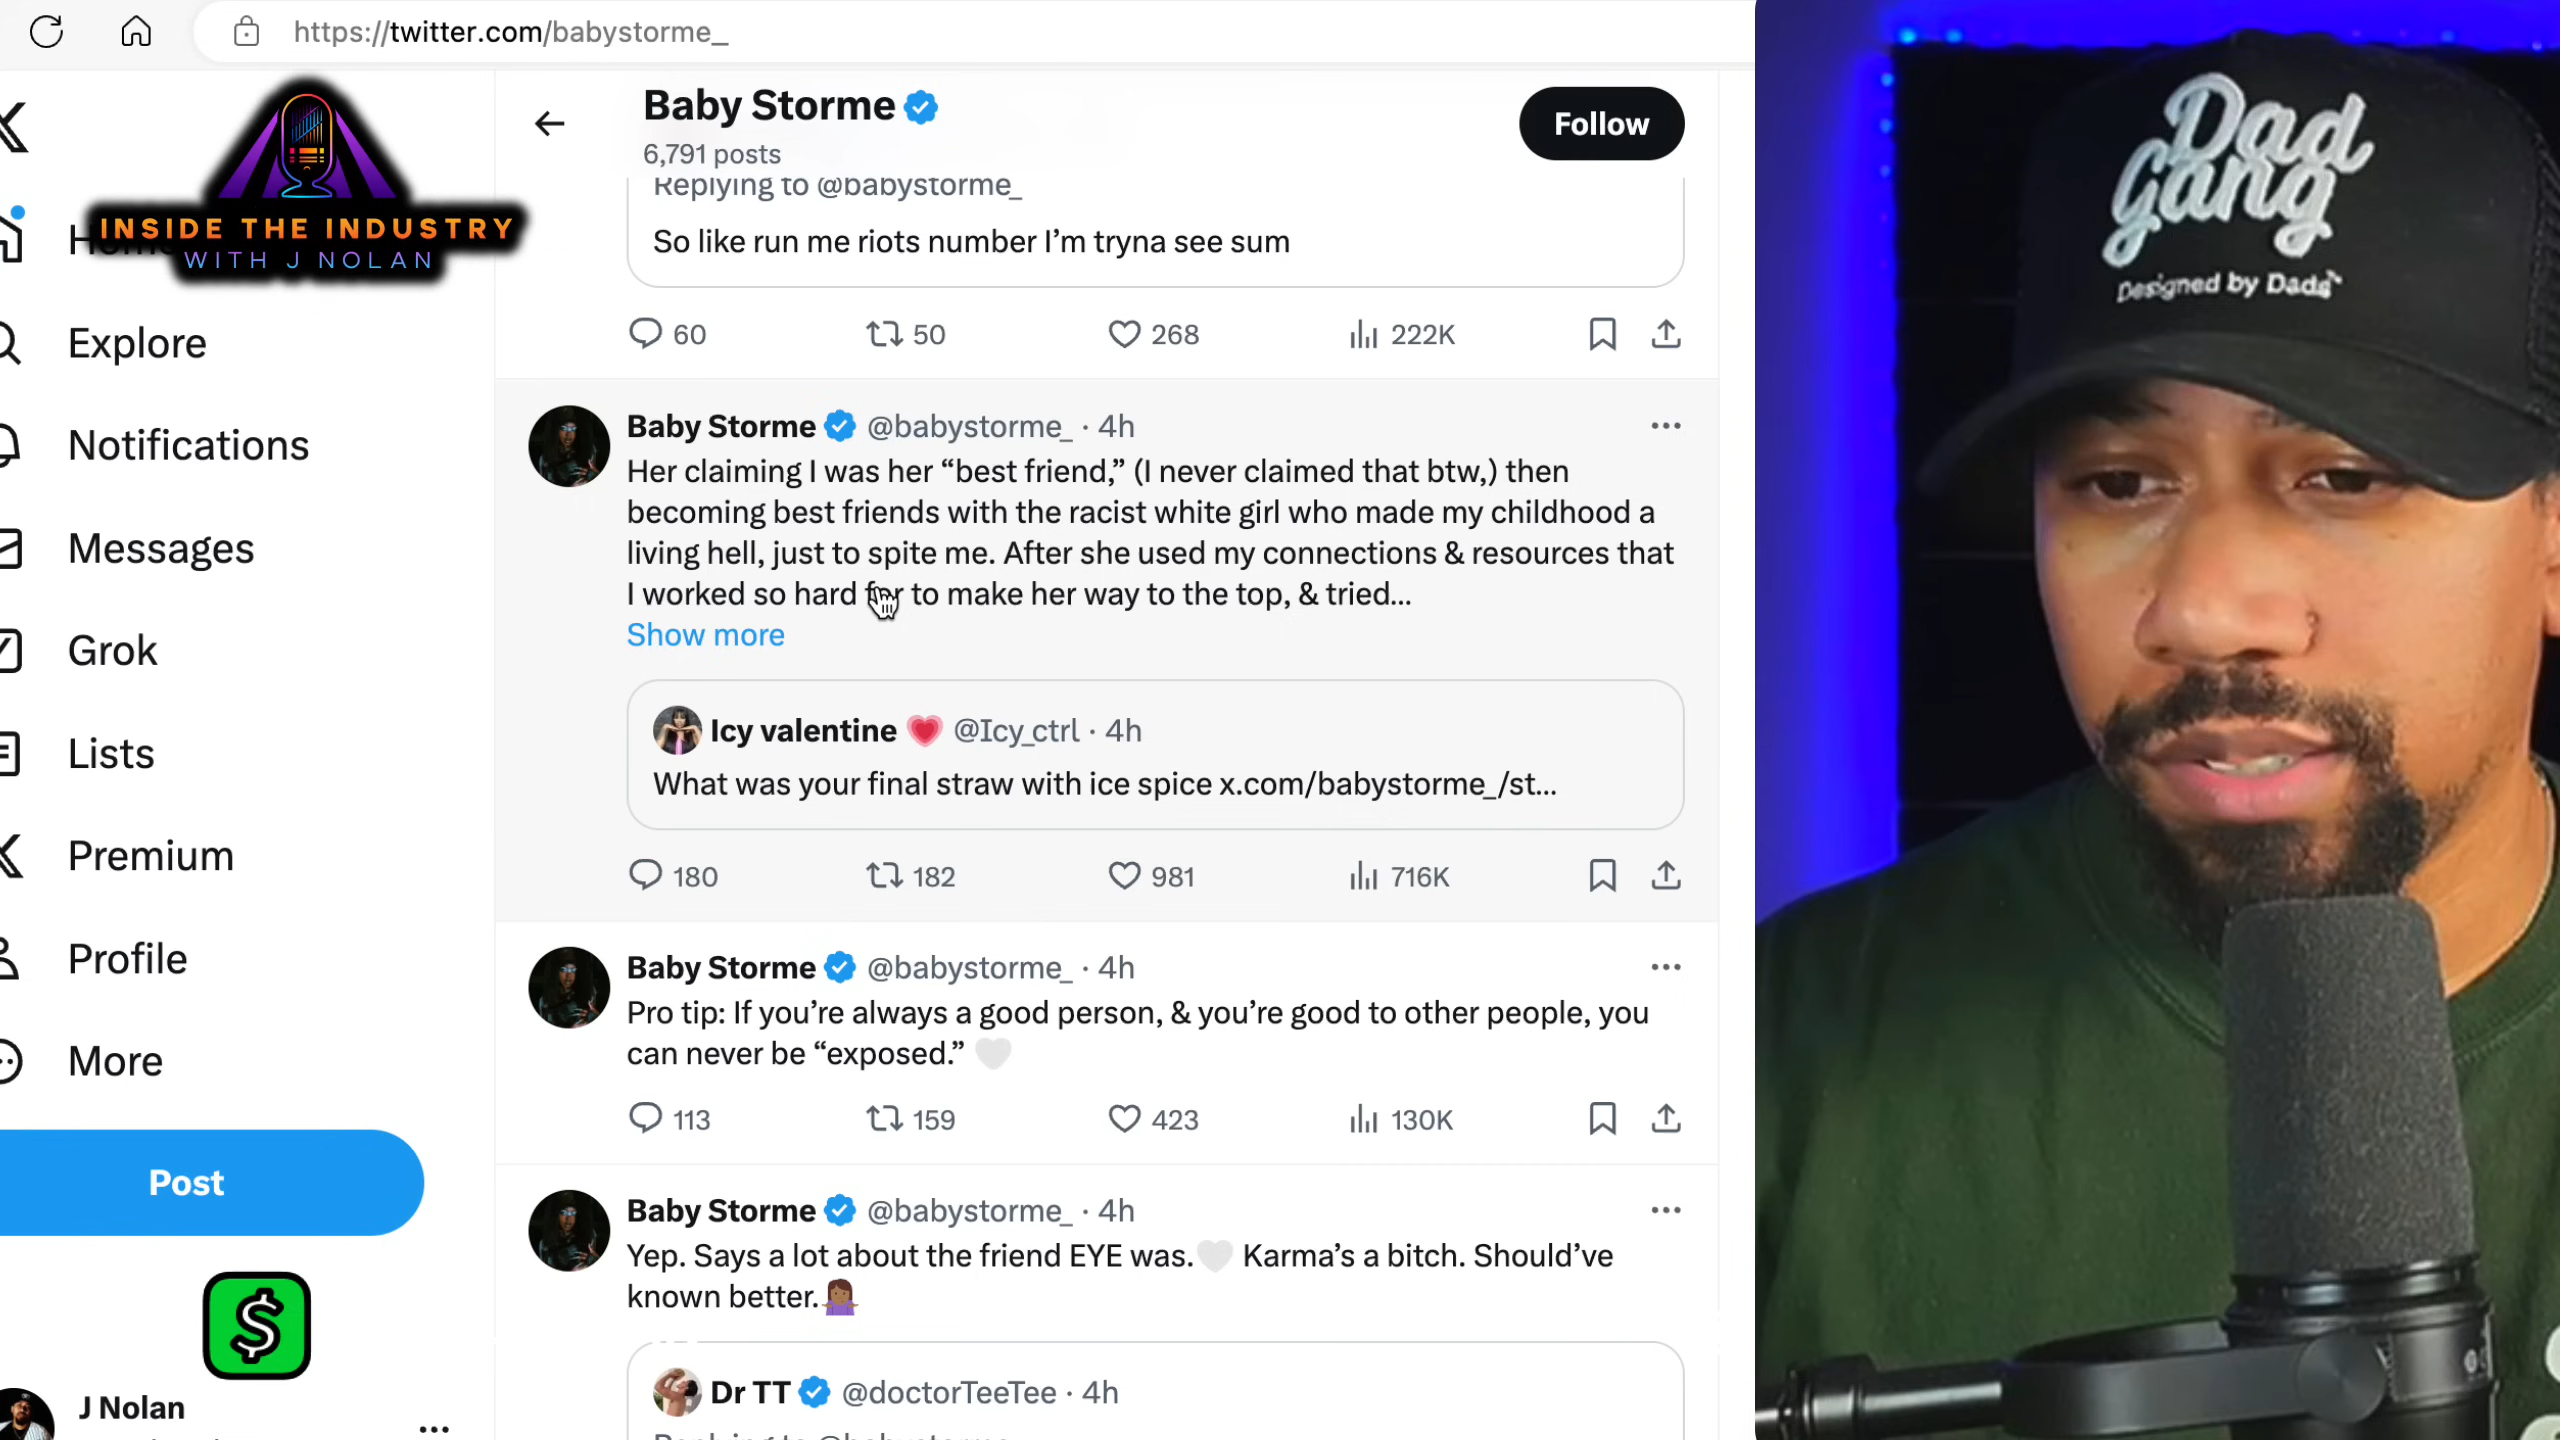 https://twitter.com/babystorme_
INSIDE THE INDUSTRY
WITH J NOLAN
Home
Explore
Notifications
Messages
Grok
Lists
Premium
Profile
More
Post
J Nolan
Baby Storme
6,791 posts
Follow
Replying to @babystorme_
So like run me riots number I’m tryna see sum
60 50 268 222K
Baby Storme @babystorme_ · 4h
Her claiming I was her “best friend,” (I never claimed that btw,) then
becoming best friends with the racist white girl who made my childhood a
living hell, just to spite me. After she used my connections & resources that
I worked so hard for to make her way to the top, & tried...
Show more
Icy valentine @Icy_ctrl · 4h
What was your final straw with ice spice x.com/babystorme_/st...
180 182 981 716K
Baby Storme @babystorme_ · 4h
Pro tip: If you’re always a good person, & you’re good to other people, you
can never be “exposed.”
113 159 423 130K
Baby Storme @babystorme_ · 4h
Yep. Says a lot about the friend EYE was. Karma’s a bitch. Should’ve
known better.
Dr TT @doctorTeeTee · 4h
Dad
Gang
Designed by Dads